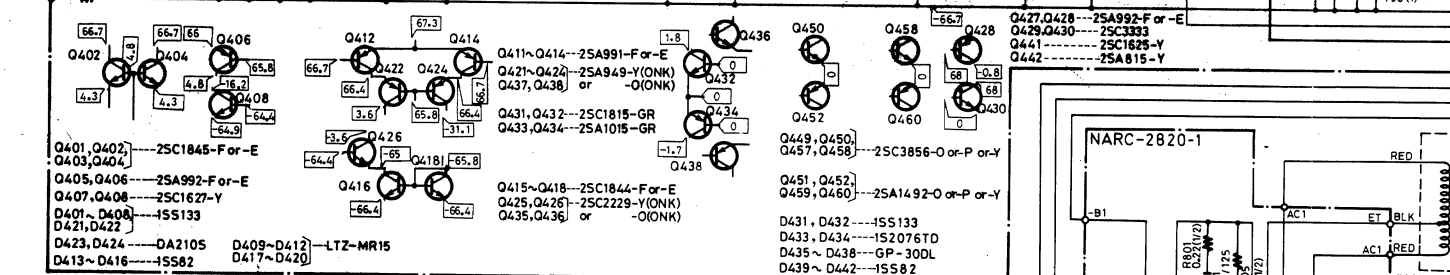 66.7
66.7
66
Q406
Q402
4.8
Q404
65.8
4.8
-16.2
Q408
4.3
4.3
-64.9
-64.4
Q401,Q402,
Q403,Q404 ----2SC1845-F or-E
Q405,Q406----2SA992-F or-E
Q407,Q408----2SC1627-Y
D401~D408,
D421,D422 ----1SS133
D423,D424----DA210S
D413~D416----1SS82
D409~D412
D417~D420 --LTZ-MR15
67.3
Q412
Q414
66.7
Q422
Q424
66.7
66.4
66.4
3.6
65.8
-31.1
-3.6
Q426
-64.4
-65
Q418
-65.8
Q416
-66.4
-66.4
Q411~Q414---2SA991-F or-E
Q421~Q424 --2SA949-Y(ONK)
Q437,Q438 or -O(ONK)
Q431,Q432---2SC1815-GR
Q433,Q434---2SA1015-GR
Q415~Q418---2SC1844-F or-E
Q425,Q426 --2SC2229-Y(ONK)
Q435,Q436 or -O(ONK)
Q436
1.8
0
Q432
0
Q434
0
-1.7
Q438
Q450
0
Q452
Q458
0
Q460
-66.7
Q428
68
-0.8
68
Q430
0
Q449,Q450,
Q457,Q458 ---2SC3856-O or-P or-Y
Q451,Q452,
Q459,Q460 ---2SA1492-O or-P or-Y
D431,D432----1SS133
D433,D434----1S2076TD
D435~D438----GP-30DL
D439~D442----1SS82
Q427,Q428---2SA992-F or-E
Q429,Q430---2SC3333
Q441--------2SC1625-Y
Q442--------2SA815-Y
NARC-2820-1
RED
-B1
AC1
ET
BLK
AC1
RED
R801
0.22(1/2)